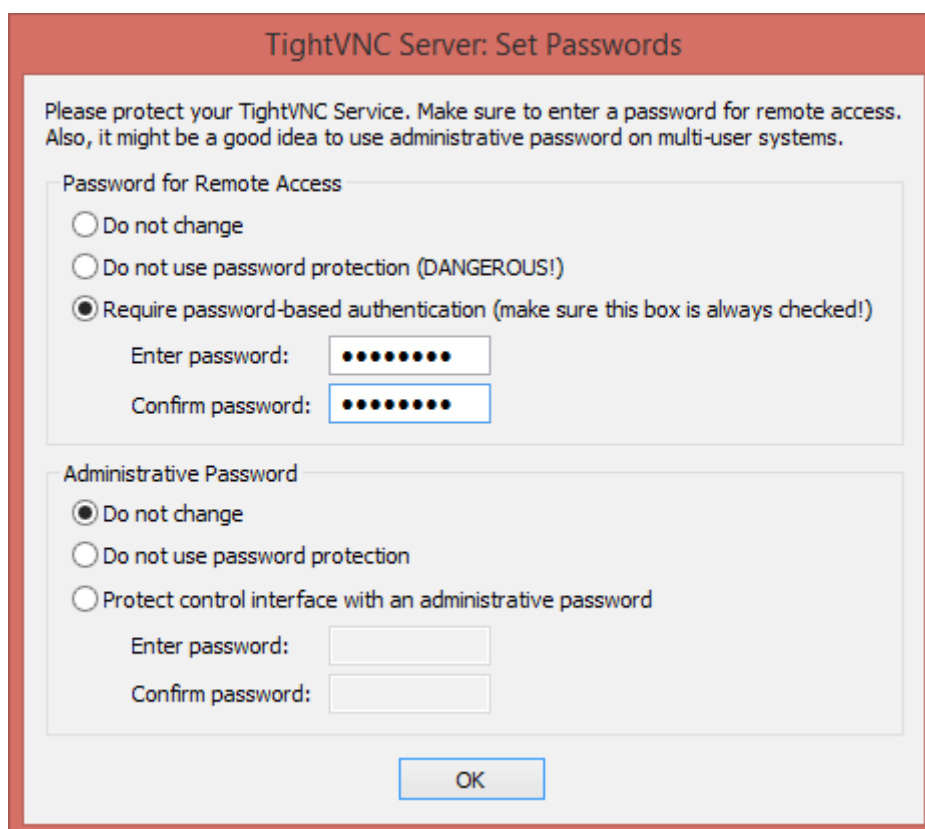 TightVNC Server: Set Passwords
Please protect your TightVNC Service. Make sure to enter a password for remote access.
Also, it might be a good idea to use administrative password on multi-user systems.
Password for Remote Access
Do not change
Do not use password protection (DANGEROUS!)
Require password-based authentication (make sure this box is always checked!)
Enter password: ●●●●●●●●
Confirm password: ●●●●●●●●
Administrative Password
Do not change
Do not use password protection
Protect control interface with an administrative password
Enter password:
Confirm password:
OK